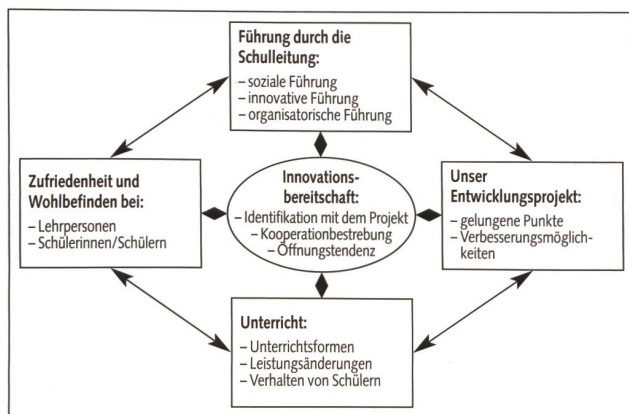 Führung durch die
Schulleitung:
– soziale Führung
– innovative Führung
– organisatorische Führung
Zufriedenheit und
Wohlbefinden bei:
– Lehrpersonen
– Schülerinnen/Schülern
Innovations-
bereitschaft:
– Identifikation mit dem Projekt
– Kooperationbestrebung
– Öffnungstendenz
Unser
Entwicklungsprojekt:
– gelungene Punkte
– Verbesserungsmöglich-
keiten
Unterricht:
– Unterrichtsformen
– Leistungsänderungen
– Verhalten von Schülern